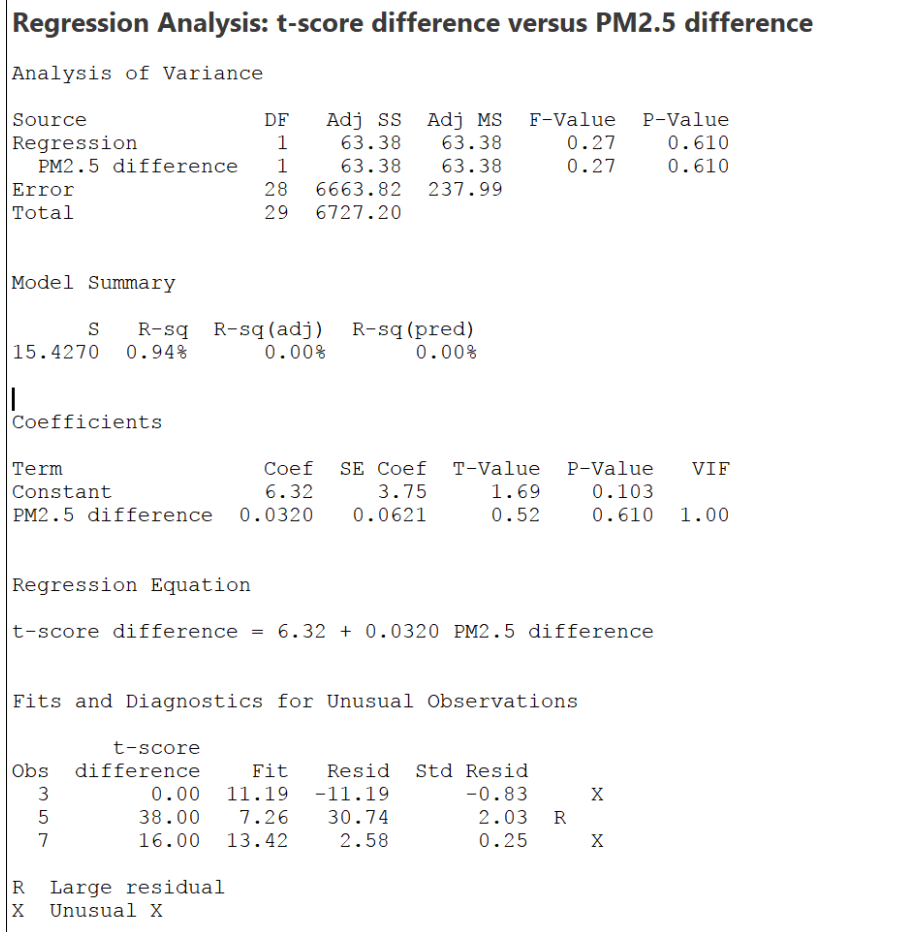 Regression Analysis: t-score difference versus PM2.5 difference
Analysis of Variance
Source DF Adj SS Adj MS F-Value P-Value
Regression 1 63.38 63.38 0.27 0.610
PM2.5 difference 1 63.38 63.38 0.27 0.610
Error 28 6663.82 237.99
Total 29 6727.20
Model Summary
S R-sq R-sq(adj) R-sq(pred)
15.4270 0.94% 0.00% 0.00%
Coefficients
Term Coef SE Coef T-Value P-Value VIF
Constant 6.32 3.75 1.69 0.103
PM2.5 difference 0.0320 0.0621 0.52 0.610 1.00
Regression Equation
t-score difference = 6.32 + 0.0320 PM2.5 difference
Fits and Diagnostics for Unusual Observations
t-score
Obs difference Fit Resid Std Resid
3 0.00 11.19 -11.19 -0.83 X
5 38.00 7.26 30.74 2.03 R
7 16.00 13.42 2.58 0.25 X
R Large residual
X Unusual X